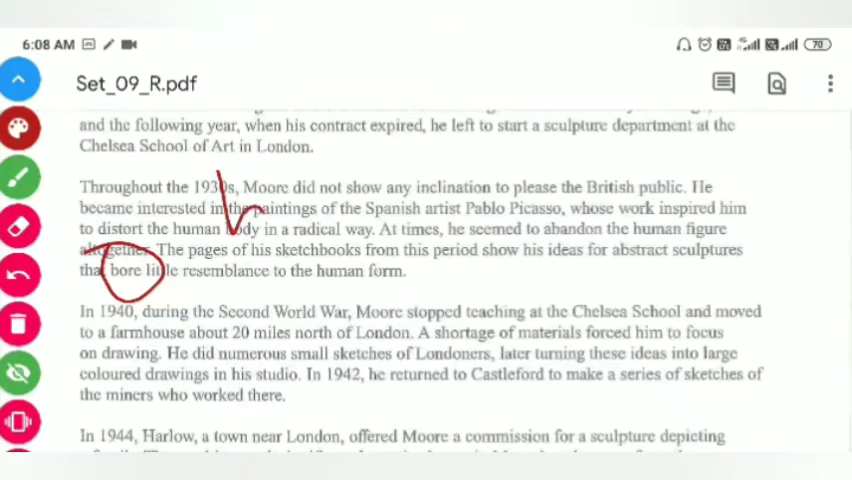 6:08 AM
70
Set_09_R.pdf
and the following year, when his contract expired, he left to start a sculpture department at the
Chelsea School of Art in London.
Throughout the 1930s, Moore did not show any inclination to please the British public. He
became interested in the paintings of the Spanish artist Pablo Picasso, whose work inspired him
to distort the human body in a radical way. At times, he seemed to abandon the human figure
altogether. The pages of his sketchbooks from this period show his ideas for abstract sculptures
that bore little resemblance to the human form.
In 1940, during the Second World War, Moore stopped teaching at the Chelsea School and moved
to a farmhouse about 20 miles north of London. A shortage of materials forced him to focus
on drawing. He did numerous small sketches of Londoners, later turning these ideas into large
coloured drawings in his studio. In 1942, he returned to Castleford to make a series of sketches of
the miners who worked there.
In 1944, Harlow, a town near London, offered Moore a commission for a sculpture depicting